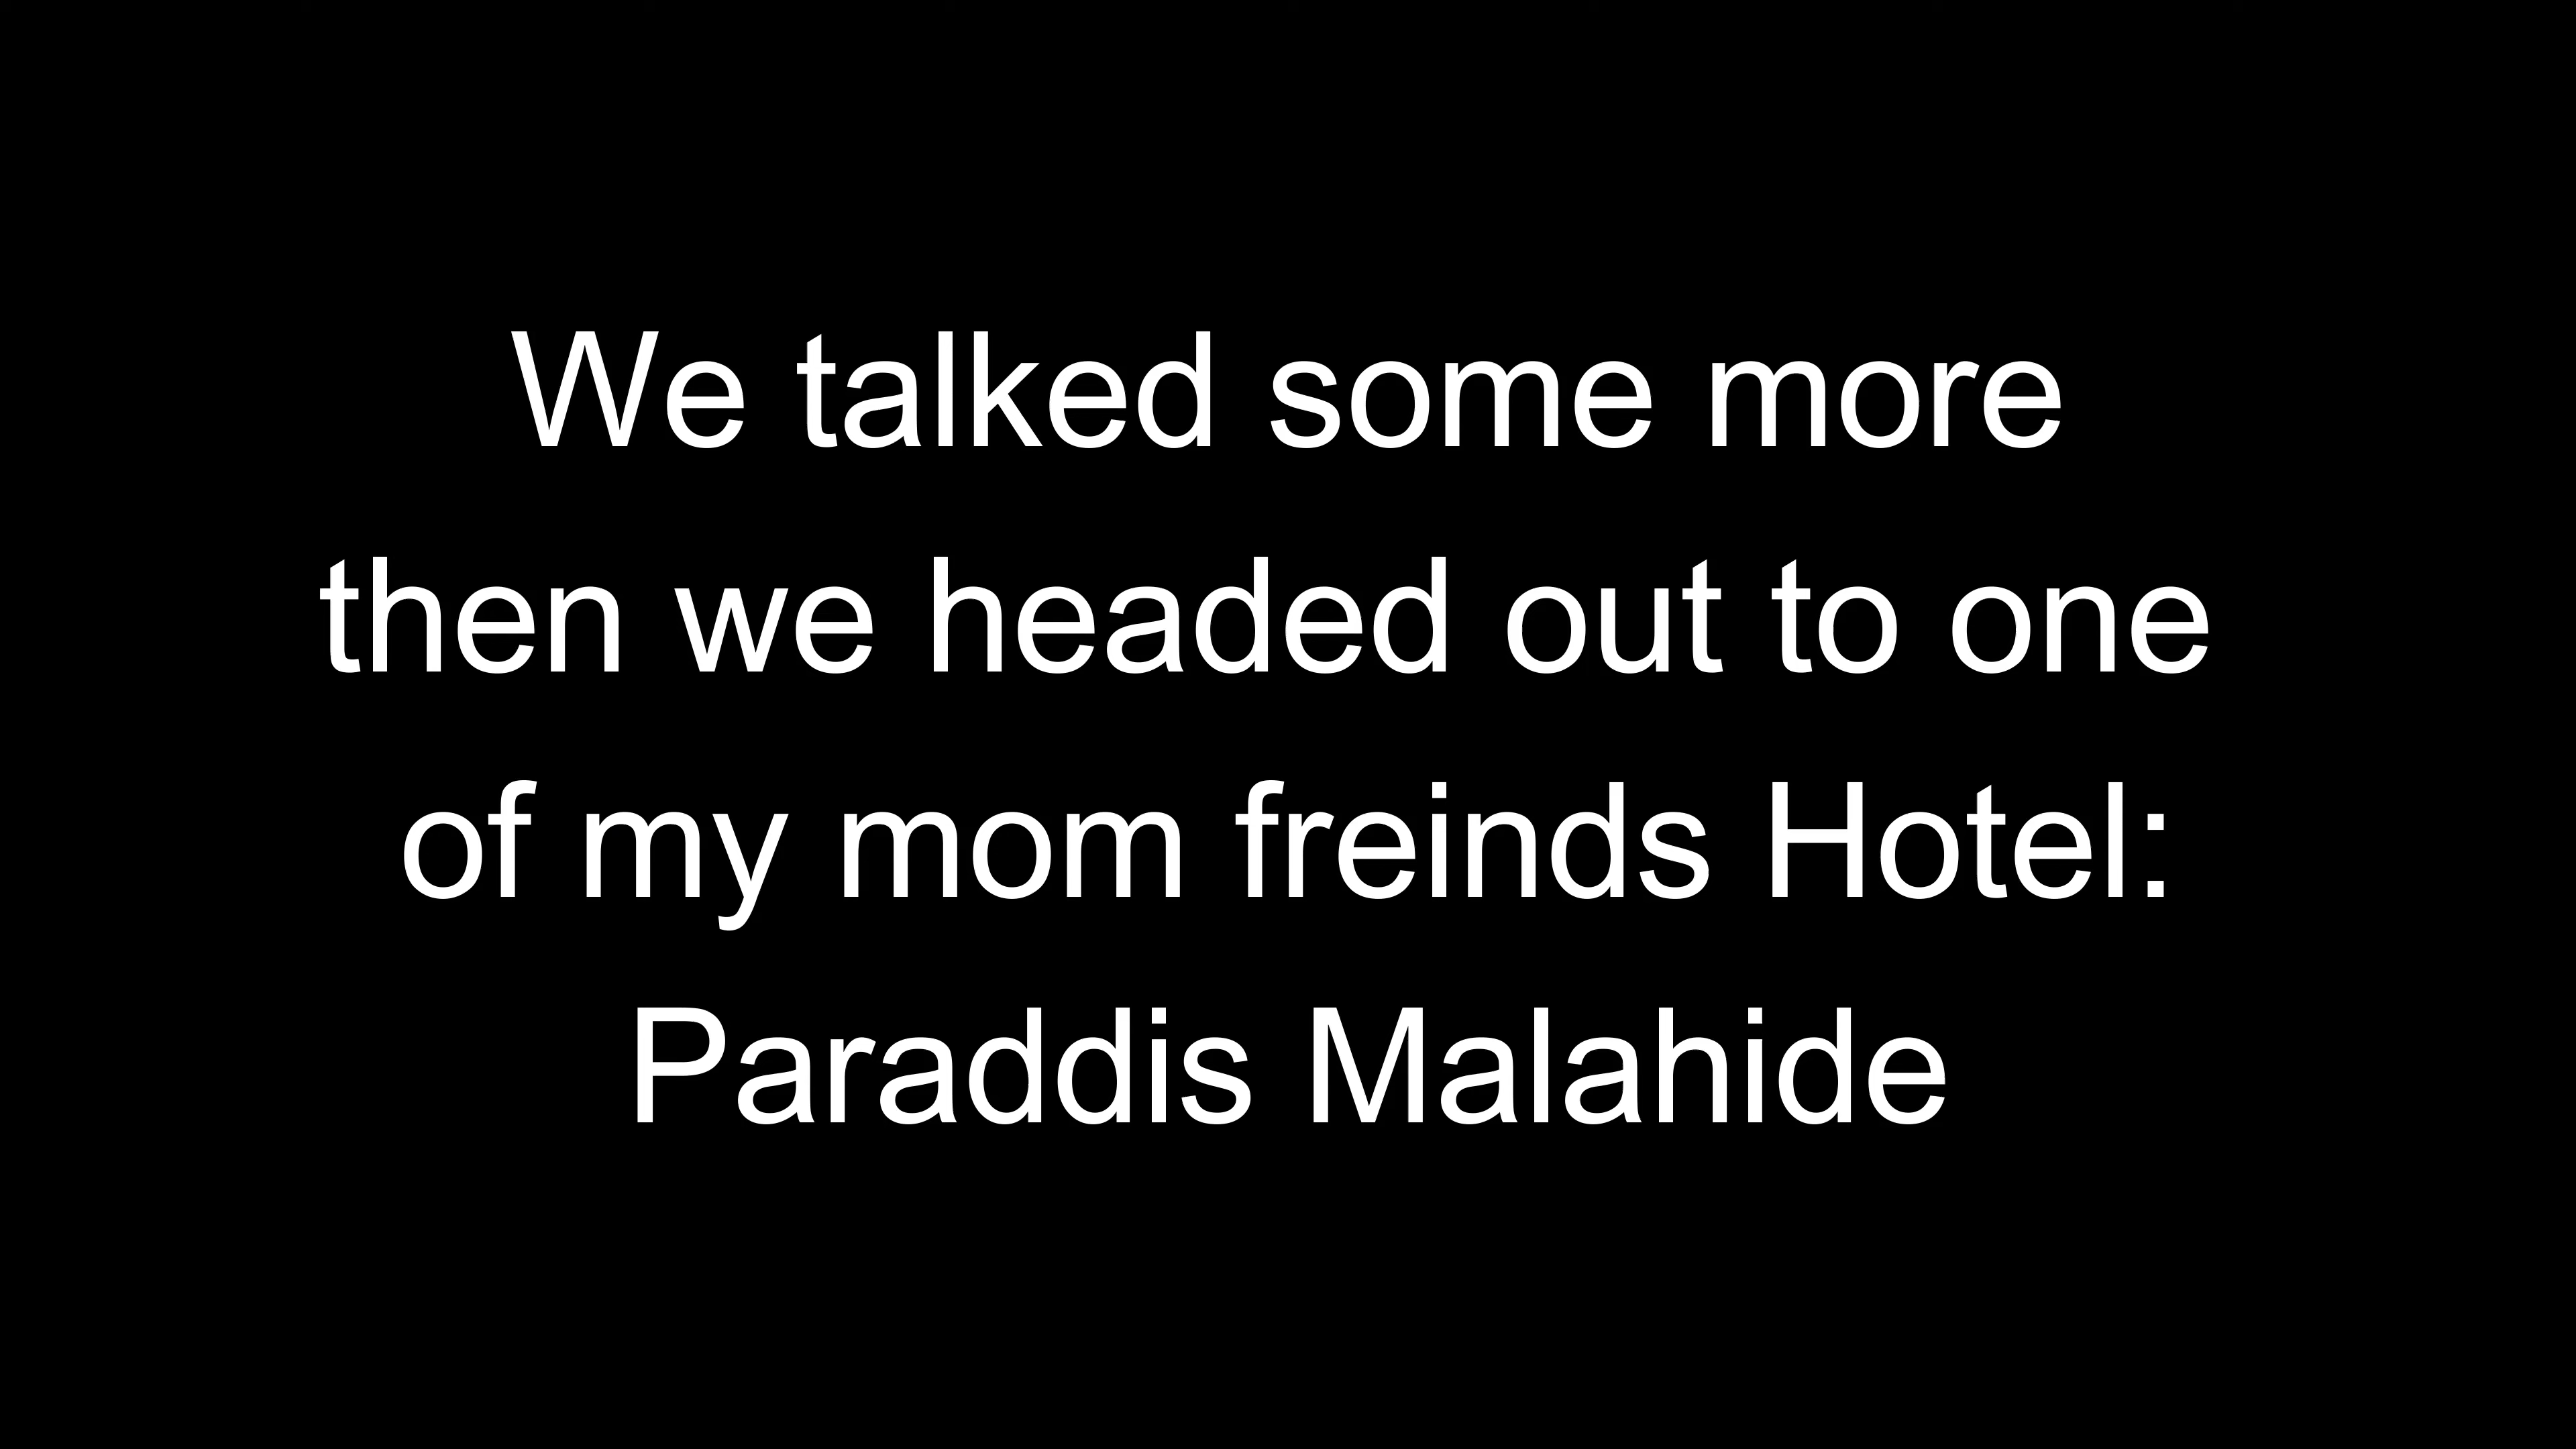 We talked some more
then we headed out to one
of my mom freinds Hotel:
Paraddis Malahide